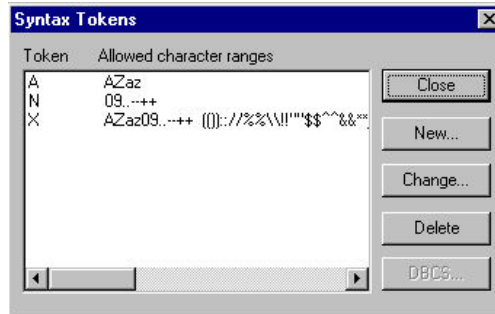 Syntax Tokens
Token Allowed character ranges
A AZaz
N 09..--++
X AZaz09..--++ (())::///%%\\!!""$$^^&&**_
Close
New...
Change...
Delete
DBCS...